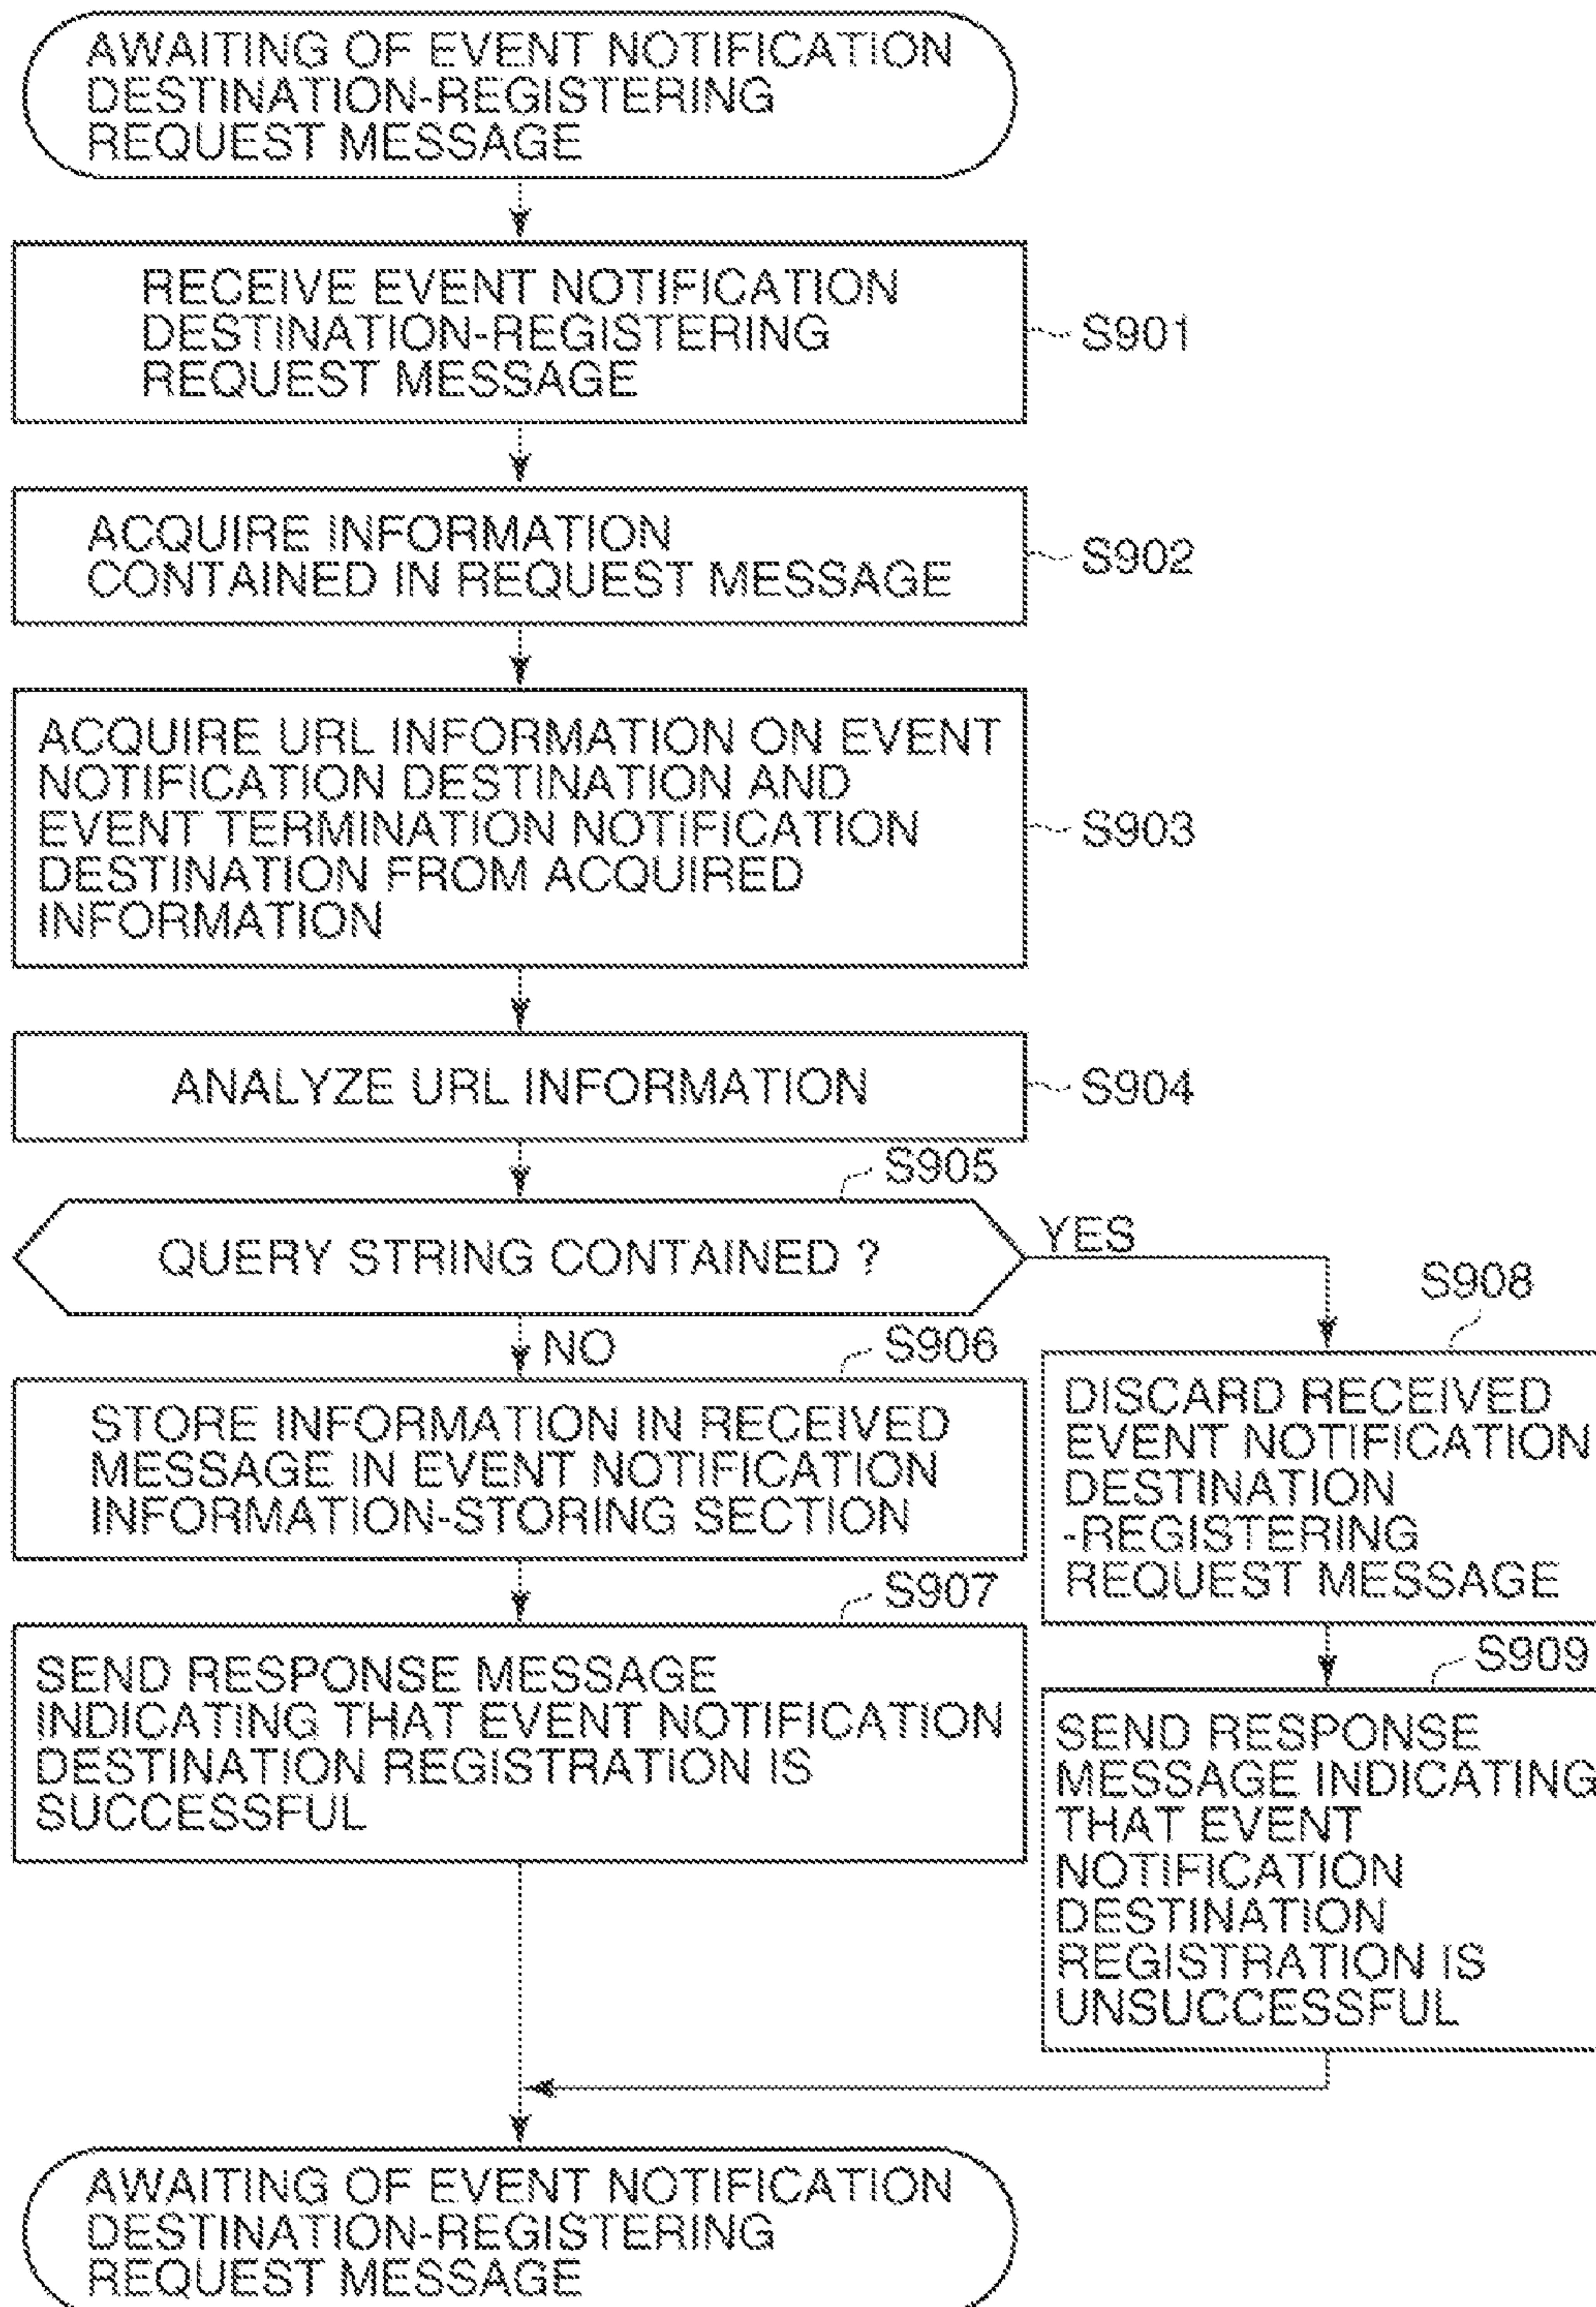 AWAITING OF EVENT NOTIFICATION
DESTINATION-REGISTERING
REQUEST MESSAGE
RECEIVE EVENT NOTIFICATION
DESTINATION-REGISTERING
REQUEST MESSAGE
S901
ACQUIRE INFORMATION
CONTAINED IN REQUEST MESSAGE
S902
ACQUIRE URL INFORMATION ON EVENT
NOTIFICATION DESTINATION AND
EVENT TERMINATION NOTIFICATION
DESTINATION FROM ACQUIRED
INFORMATION
S903
ANALYZE URL INFORMATION
S904
S905
QUERY STRING CONTAINED ?
YES
NO
S906
STORE INFORMATION IN RECEIVED
MESSAGE IN EVENT NOTIFICATION
INFORMATION-STORING SECTION
S907
SEND RESPONSE MESSAGE
INDICATING THAT EVENT NOTIFICATION
DESTINATION REGISTRATION IS
SUCCESSFUL
S908
DISCARD RECEIVED
EVENT NOTIFICATION
DESTINATION
-REGISTERING
REQUEST MESSAGE
S909
SEND RESPONSE
MESSAGE INDICATING
THAT EVENT
NOTIFICATION
DESTINATION
REGISTRATION IS
UNSUCCESSFUL
AWAITING OF EVENT NOTIFICATION
DESTINATION-REGISTERING
REQUEST MESSAGE